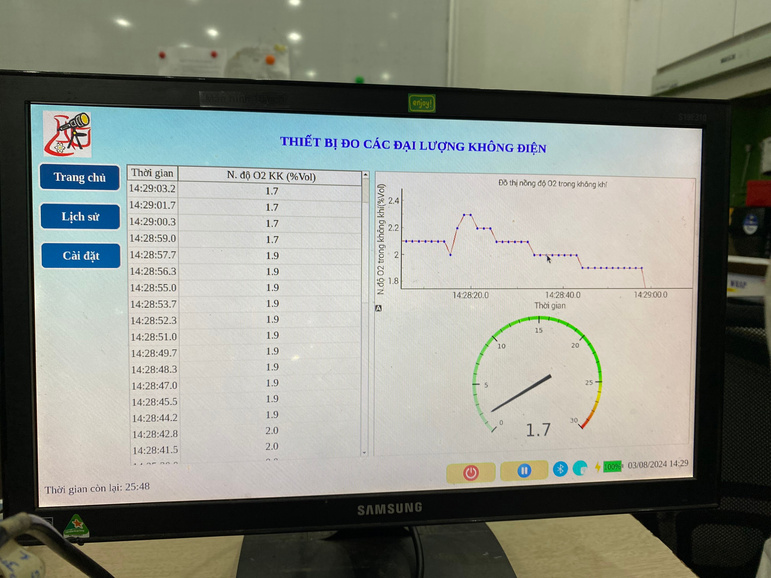 enjoy!
THIẾT BỊ ĐO CÁC ĐẠI LƯỢNG KHÔNG ĐIỆN
Trang chủ
Lịch sử
Cài đặt
Thời gian N. độ O2 KK (%Vol)
14:29:03.2 1.7
14:29:01.7 1.7
14:29:00.3 1.7
14:28:59.0 1.7
14:28:57.7 1.9
14:28:56.3 1.9
14:28:55.0 1.9
14:28:53.7 1.9
14:28:52.3 1.9
14:28:51.0 1.9
14:28:49.7 1.9
14:28:48.3 1.9
14:28:47.0 1.9
14:28:45.5 1.9
14:28:44.2 1.9
14:28:42.8 2.0
14:28:41.5 2.0
Đồ thị nồng độ O2 trong không khí
N.độ O2 trong không khí(%Vol)
2.4
2.2
2
1.8
14:28:20.0 14:28:40.0 14:29:00.0
Thời gian
A
0
5
10
15
20
25
30
1.7
Thời gian còn lại: 25:48
100%
03/08/2024 14:29
SAMSUNG